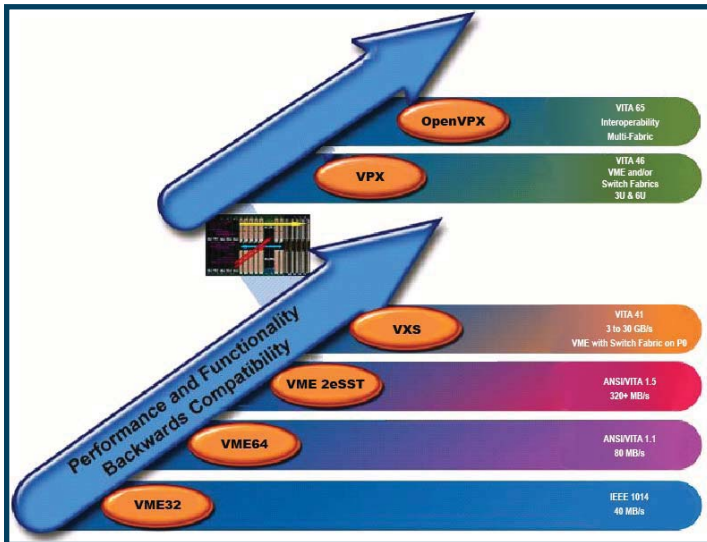 OpenVPX
VITA 65
Interoperability
Multi-Fabric
VPX
VITA 46
VME and/or
Switch Fabrics
3U & 6U
Performance and Functionality
Backwards Compatibility
VXS
VITA 41
3 to 30 GB/s
VME with Switch Fabric on P0
VME 2eSST
ANSI/VITA 1.5
320+ MB/s
VME64
ANSI/VITA 1.1
80 MB/s
VME32
IEEE 1014
40 MB/s